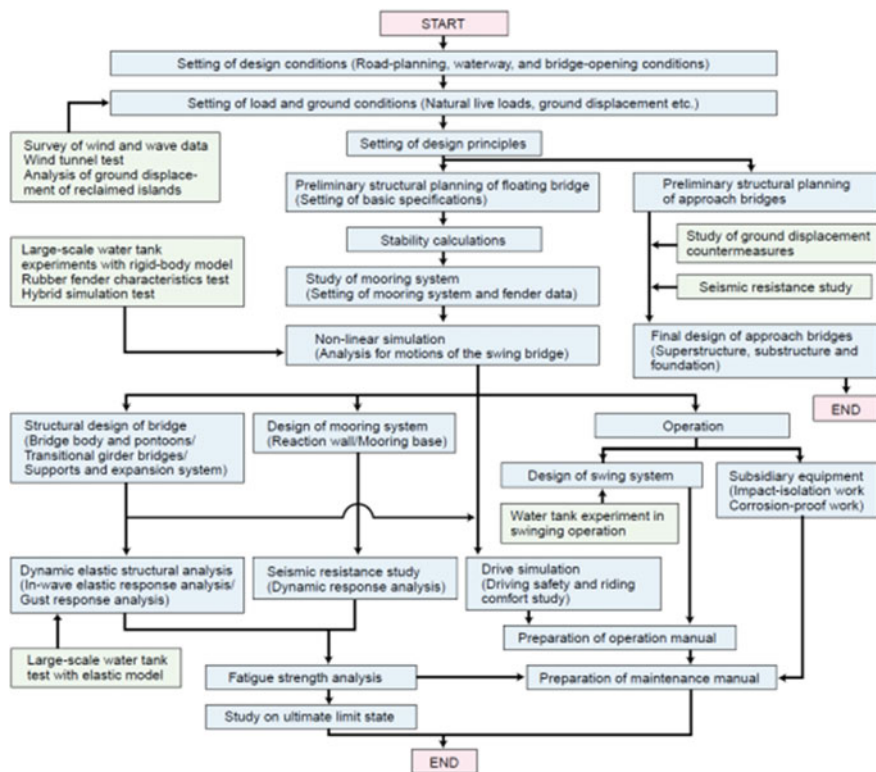 START
Setting of design conditions (Road-planning, waterway, and bridge-opening conditions)
Setting of load and ground conditions (Natural live loads, ground displacement etc.)
Survey of wind and wave data
Wind tunnel test
Analysis of ground displace-
ment of reclaimed islands
Setting of design principles
Preliminary structural planning of floating bridge
(Setting of basic specifications)
Preliminary structural planning
of approach bridges
Stability calculations
Study of ground displacement
countermeasures
Large-scale water tank
experiments with rigid-body model
Rubber fender characteristics test
Hybrid simulation test
Study of mooring system
(Setting of mooring system and fender data)
Seismic resistance study
Non-linear simulation
(Analysis for motions of the swing bridge)
Final design of approach bridges
(Superstructure, substructure and
foundation)
END
Structural design of bridge
(Bridge body and pontoons/
Transitional girder bridges/
Supports and expansion system)
Design of mooring system
(Reaction wall/Mooring base)
Operation
Design of swing system
Subsidiary equipment
(Impact-isolation work
Corrosion-proof work)
Water tank experiment in
swinging operation
Dynamic elastic structural analysis
(In-wave elastic response analysis/
Gust response analysis)
Seismic resistance study
(Dynamic response analysis)
Drive simulation
(Driving safety and riding
comfort study)
Preparation of operation manual
Large-scale water tank
test with elastic model
Fatigue strength analysis
Preparation of maintenance manual
Study on ultimate limit state
END